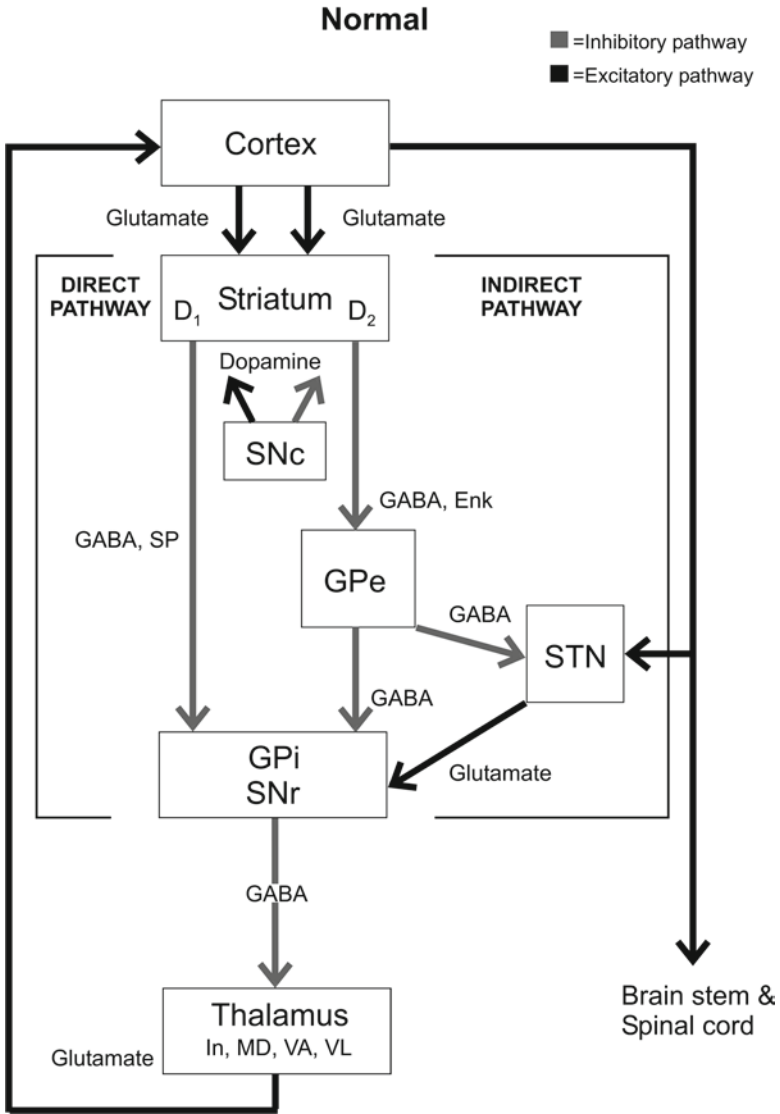 Normal
=Inhibitory pathway
=Excitatory pathway
Cortex
Glutamate
Glutamate
DIRECT
PATHWAY
Striatum
D₁
D₂
INDIRECT
PATHWAY
Dopamine
SNc
GABA, SP
GABA, Enk
GPe
GABA
STN
GABA
GPi
SNr
Glutamate
GABA
Thalamus
In, MD, VA, VL
Glutamate
Brain stem &
Spinal cord